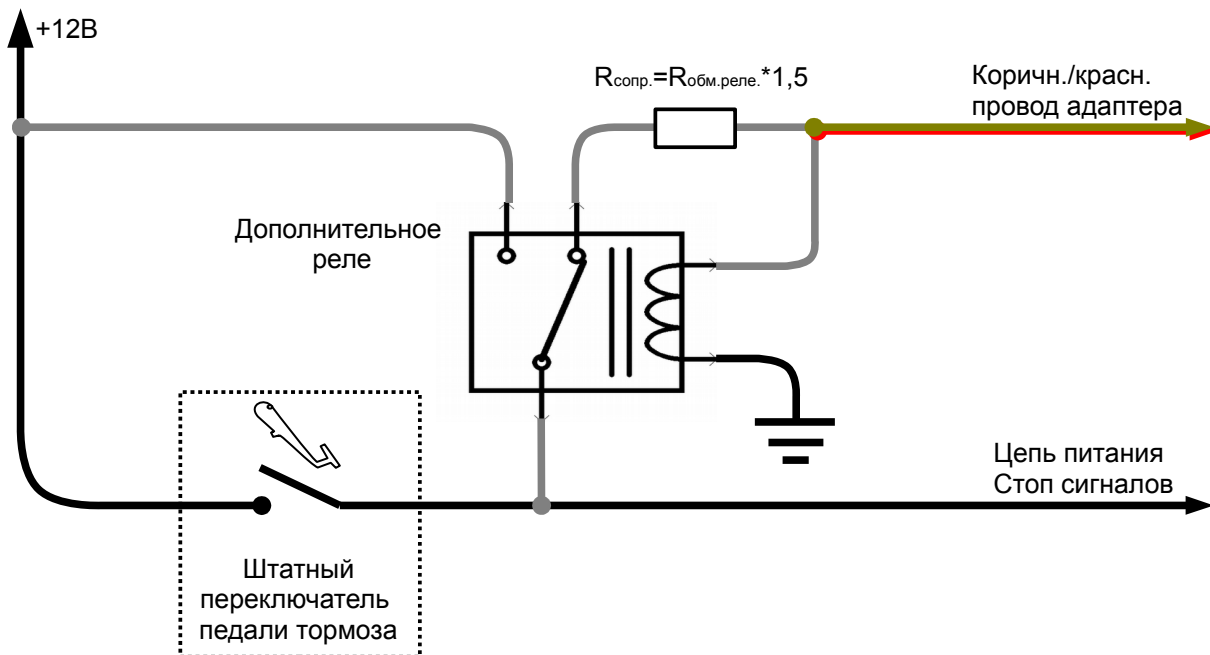 +12В
Rсопр.=Rобм.реле.*1,5
Коричн./красн.
провод адаптера
Дополнительное
реле
Цепь питания
Стоп сигналов
Штатный
переключатель
педали тормоза